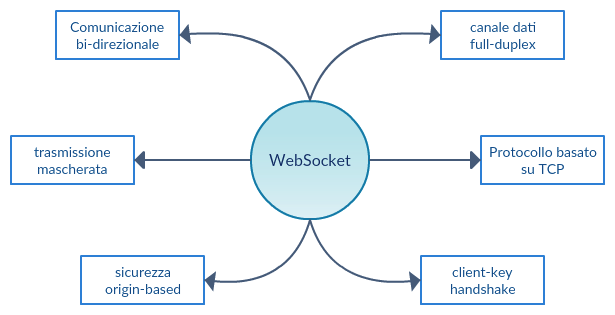 Comunicazione
bi-direzionale
canale dati
full-duplex
trasmissione
mascherata
WebSocket
Protocollo basato
su TCP
sicurezza
origin-based
client-key
handshake